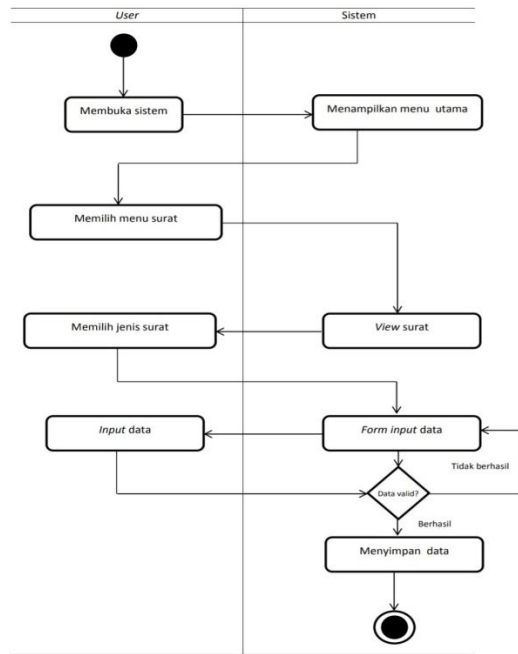 User
Sistem
Membuka sistem
Menampilkan menu utama
Memilih menu surat
Memilih jenis surat
View surat
Input data
Form input data
Tidak berhasil
Data valid?
Berhasil
Menyimpan data